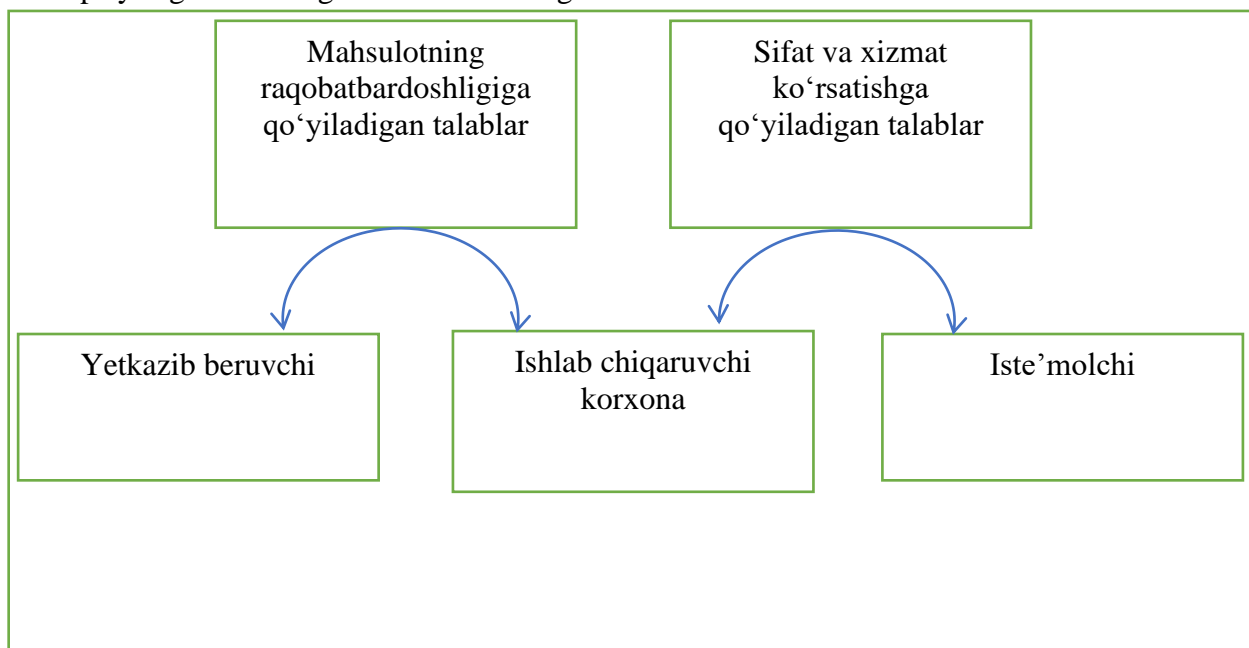 Mahsulotning
raqobatbardoshligiga
qo‘yiladigan talablar
Sifat va xizmat
ko‘rsatishga
qo‘yiladigan talablar
Yetkazib beruvchi
Ishlab chiqaruvchi
korxona
Iste’molchi